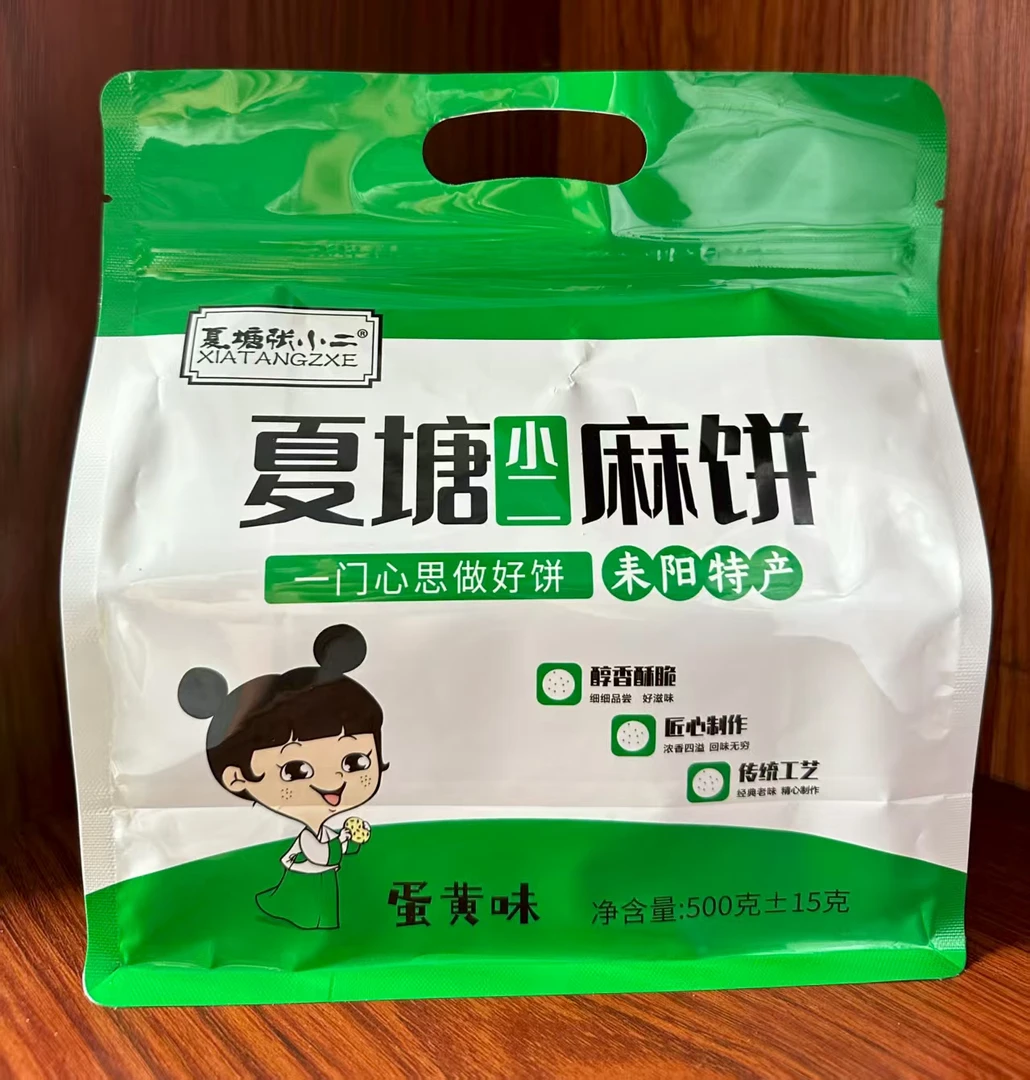 夏塘张小二®
XIATANGZXE
夏塘小二麻饼
一门心思做好饼 耒阳特产
醇香酥脆
细细品尝 好滋味
匠心制作
浓香四溢 回味无穷
传统工艺
经典老味 精心制作
蛋黄味 净含量:500克±15克